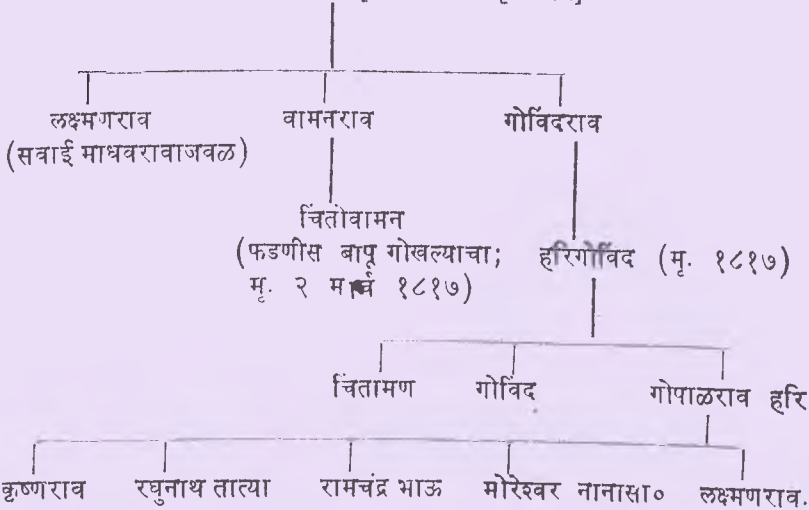 लक्ष्मणराव वामनराव गोविंदराव
(सवाई माधवरावाजवळ)
चिंतोवामन
(फडणीस बापू गोखल्याचा; हरिगोविंद (मृ. १८१७)
मृ. २ मार्च १८१७)
चिंतामण गोविंद गोपाळराव हरि
कृष्णराव रघुनाथ तात्या रामचंद्र भाऊ मोरेश्वर नानासा० लक्ष्मणराव.